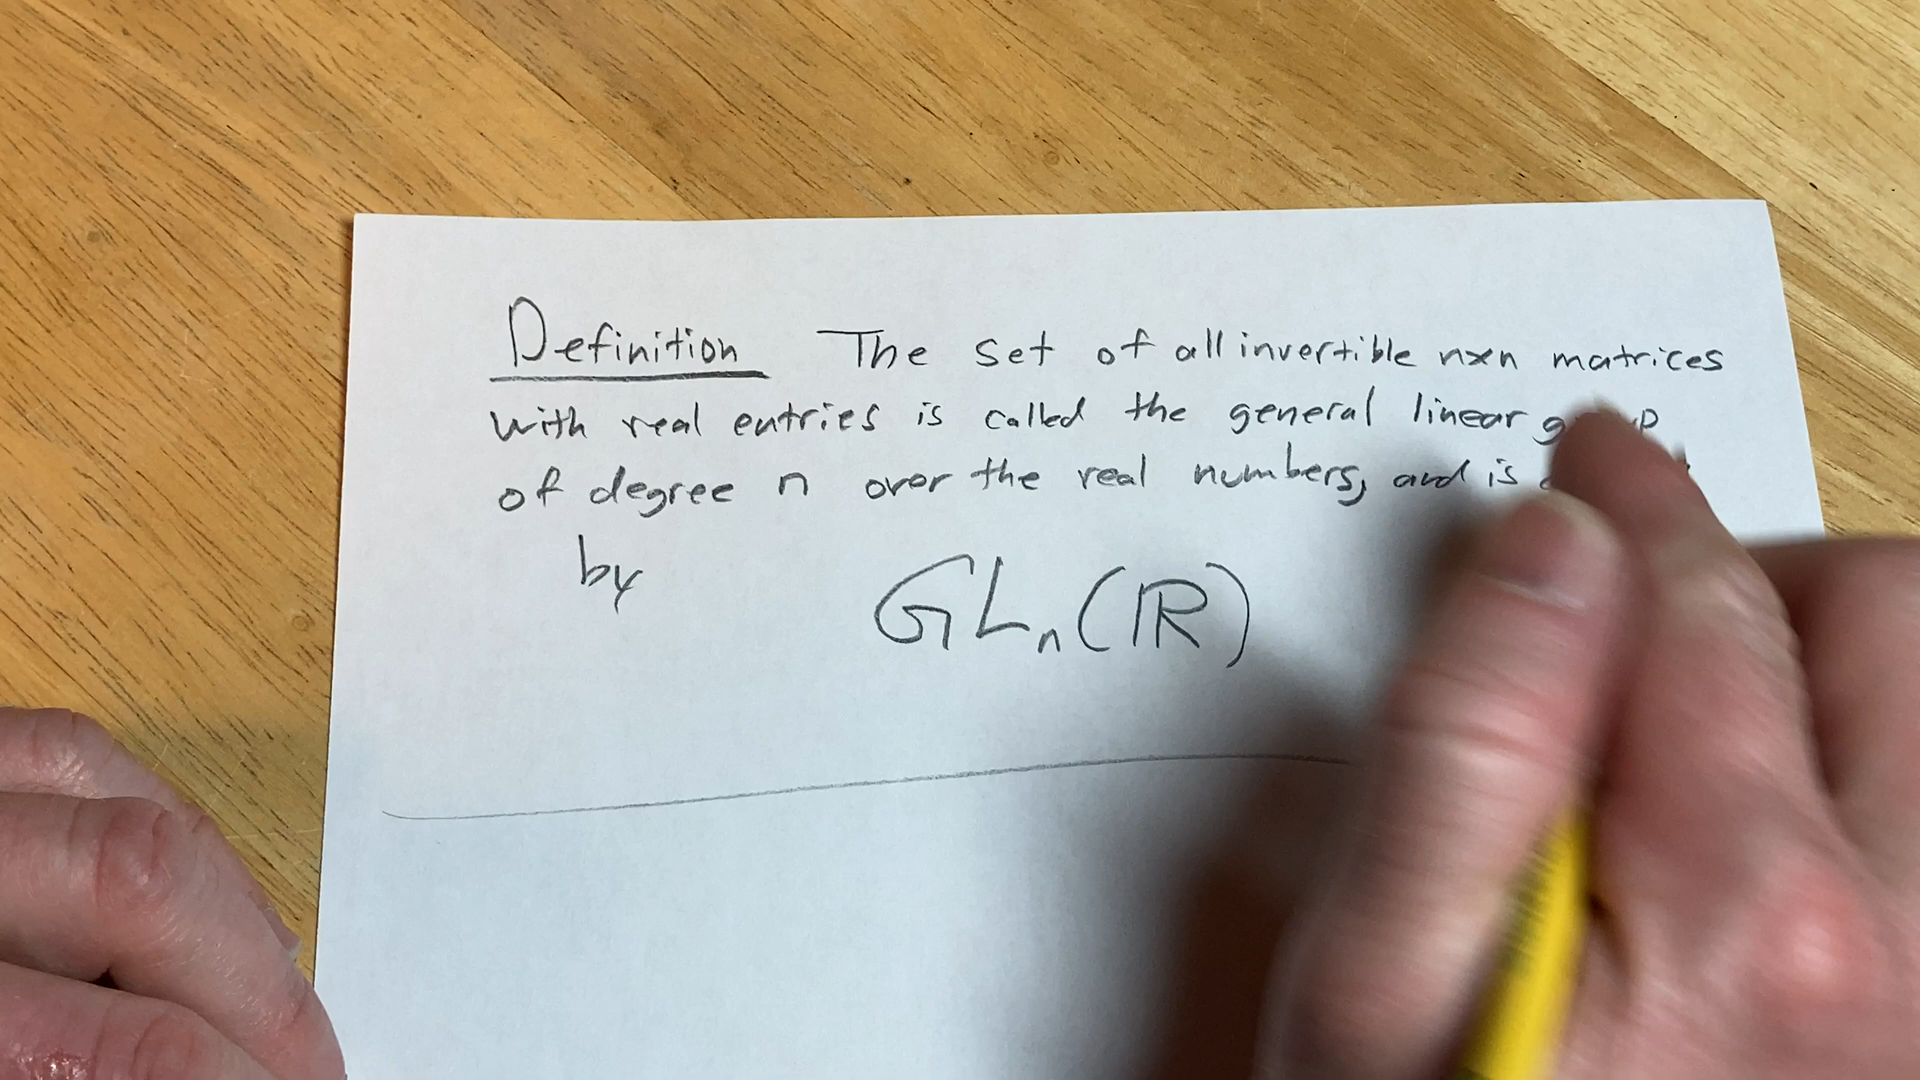 Definition The set of all invertible nxn matrices
with real entries is called the general linear
of degree n over the real numbers, and is
by GLn(IR)